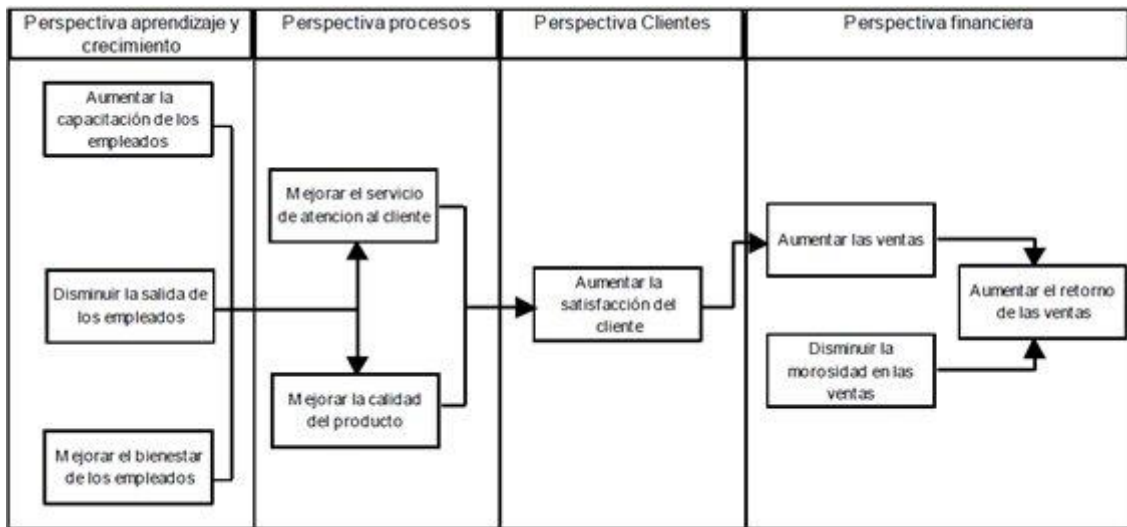 Perspectiva aprendizaje y
crecimiento
Perspectiva procesos
Perspectiva Clientes
Perspectiva financiera
Aumentar la
capacitación de los
empleados
Disminuir la salida de
los empleados
Mejorar el bienestar
de los empleados
Mejorar el servicio
de atencion al cliente
Mejorar la calidad
del producto
Aumentar la
satisfacción del
cliente
Aumentar las ventas
Disminuir la
morosidad en las
ventas
Aumentar el retorno
de las ventas